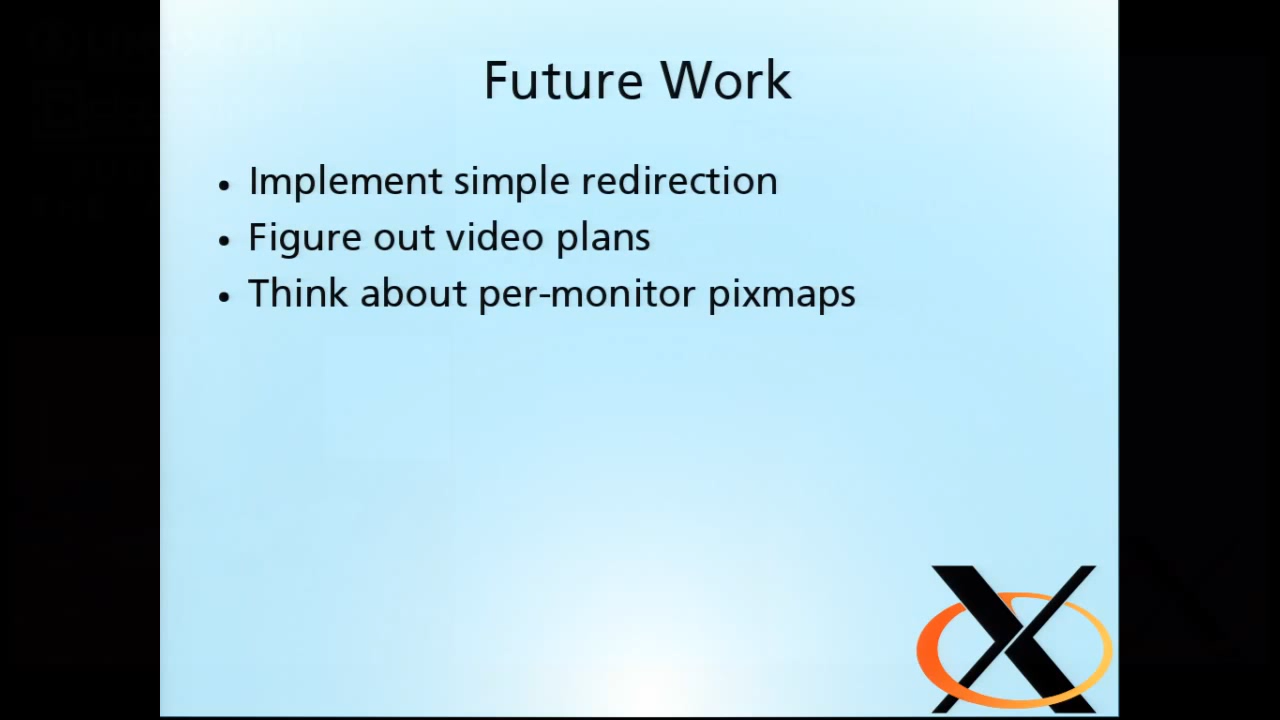 Future Work
• Implement simple redirection
• Figure out video plans
• Think about per-monitor pixmaps